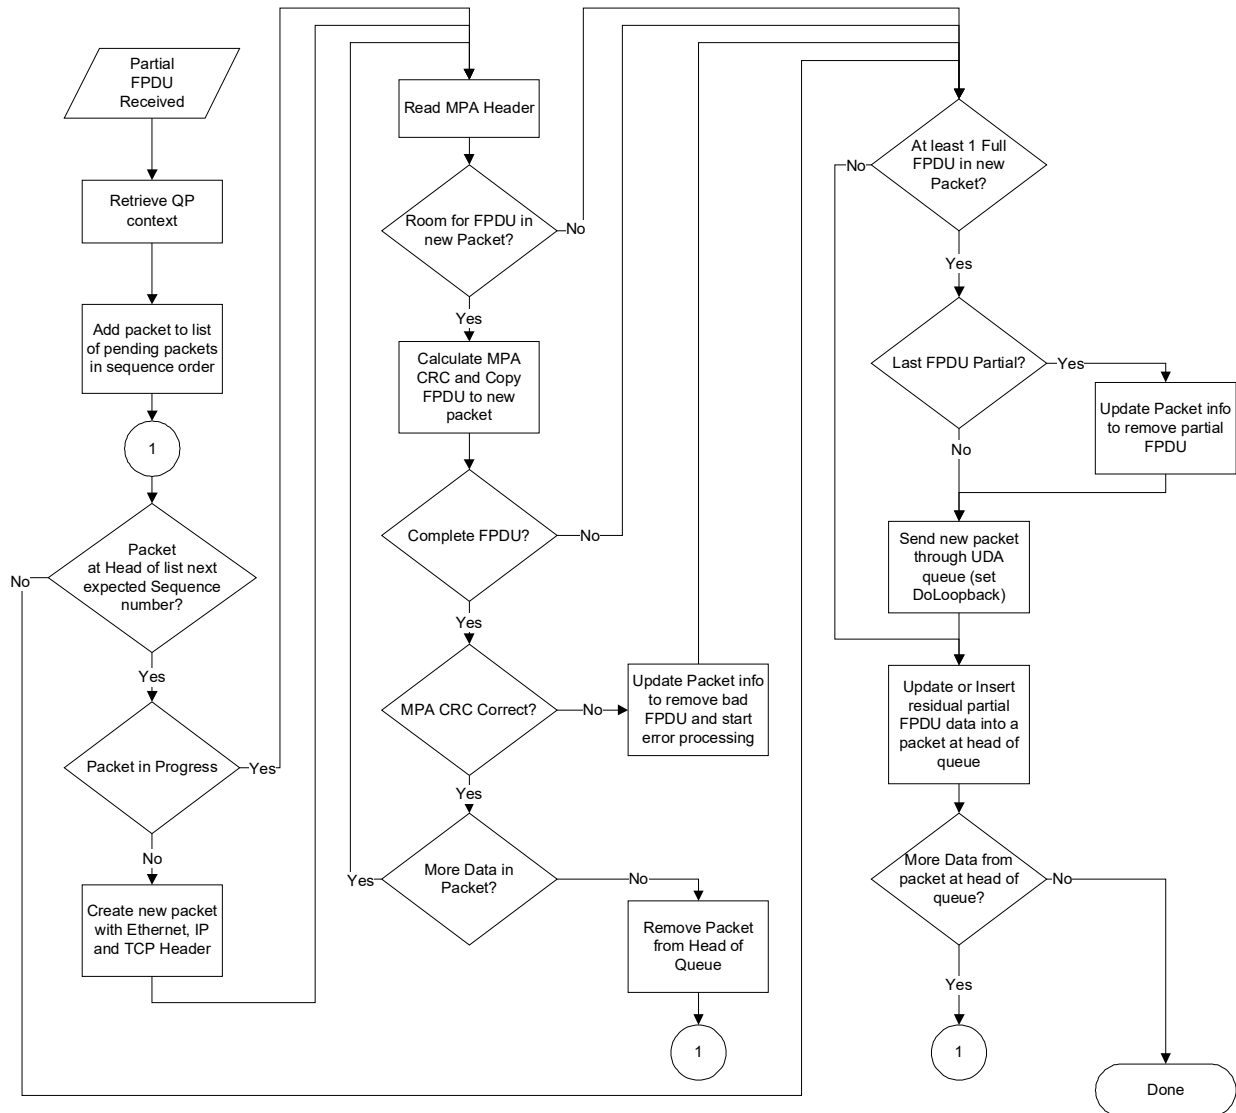 Partial
FPDU
Received
Retrieve QP
context
Add packet to list
of pending packets
in sequence order
1
Packet
at Head of list next
expected Sequence
number?
No
Yes
Packet in Progress
Yes
No
Create new packet
with Ethernet, IP
and TCP Header
Read MPA Header
Room for FPDU in
new Packet?
No
Yes
Calculate MPA
CRC and Copy
FPDU to new
packet
Complete FPDU?
No
Yes
MPA CRC Correct?
No
Update Packet info
to remove bad
FPDU and start
error processing
Yes
More Data in
Packet?
Yes
No
Remove Packet
from Head of
Queue
1
At least 1 Full
FPDU in new
Packet?
No
Yes
Last FPDU Partial?
Yes
Update Packet info
to remove partial
FPDU
No
Send new packet
through UDA
queue (set
DoLoopback)
Update or Insert
residual partial
FPDU data into a
packet at head of
queue
More Data from
packet at head of
queue?
No
Yes
1
Done